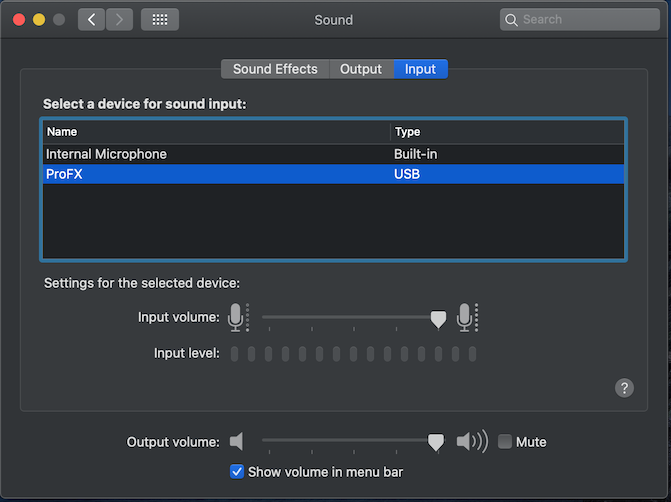 Sound
Search
Sound Effects Output Input
Select a device for sound input:
Name Type
Internal Microphone Built-in
ProFX USB
Settings for the selected device:
Input volume:
Input level:
?
Output volume: Mute
Show volume in menu bar